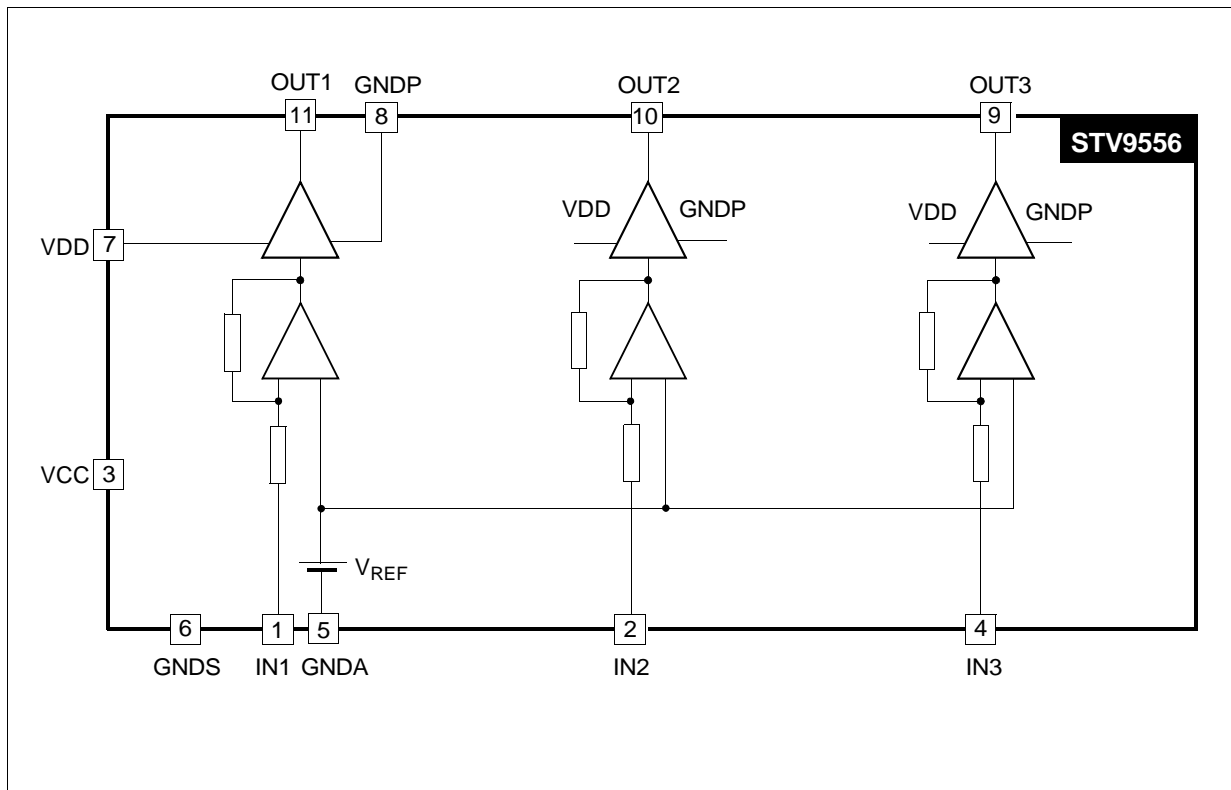 OUT1 GNDP OUT2 OUT3
11 8 10 9
STV9556
VDD GNDP VDD GNDP
VDD 7
VCC 3
VREF
6 1 5 2 4
GNDS IN1 GNDA IN2 IN3